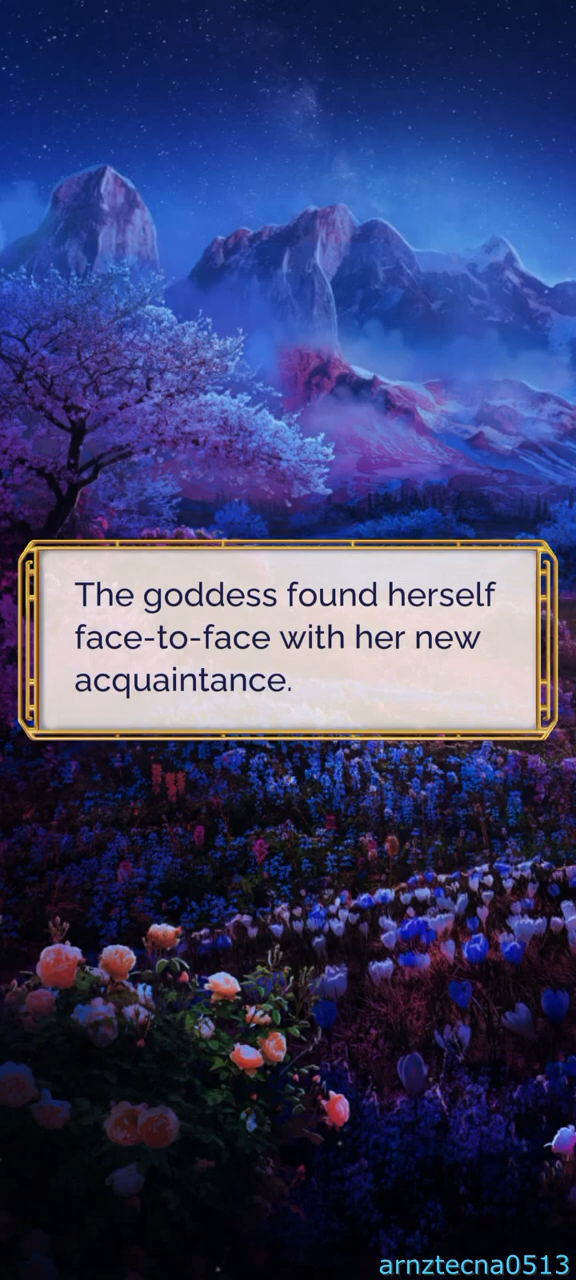 The goddess found herself
face-to-face with her new
acquaintance.
arnztecna0513